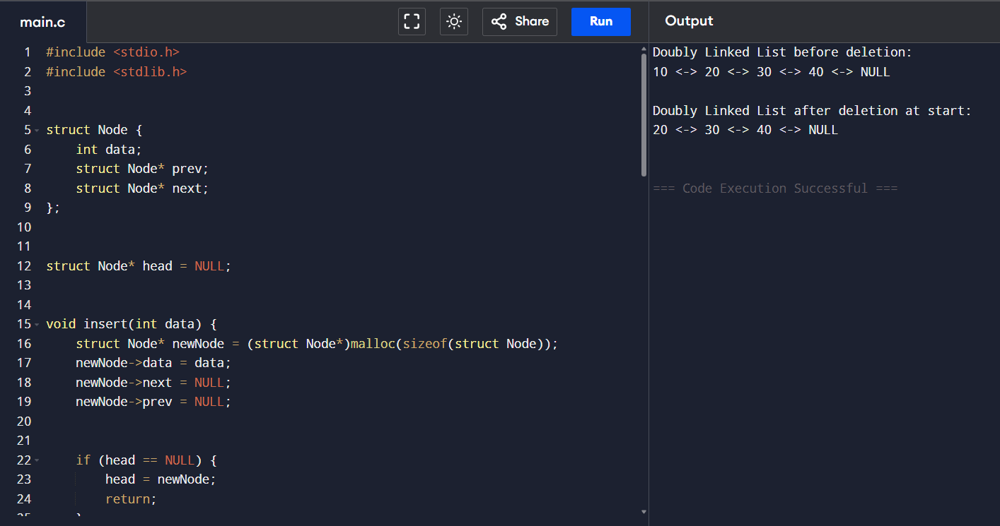 main.c
Share
Run
Output
1 #include <stdio.h>
2 #include <stdlib.h>
3
4
5 struct Node {
6     int data;
7     struct Node* prev;
8     struct Node* next;
9 };
10
11
12 struct Node* head = NULL;
13
14
15 void insert(int data) {
16     struct Node* newNode = (struct Node*)malloc(sizeof(struct Node));
17     newNode->data = data;
18     newNode->next = NULL;
19     newNode->prev = NULL;
20
21
22     if (head == NULL) {
23         head = newNode;
24         return;
Doubly Linked List before deletion:
10 <-> 20 <-> 30 <-> 40 <-> NULL
Doubly Linked List after deletion at start:
20 <-> 30 <-> 40 <-> NULL
=== Code Execution Successful ===